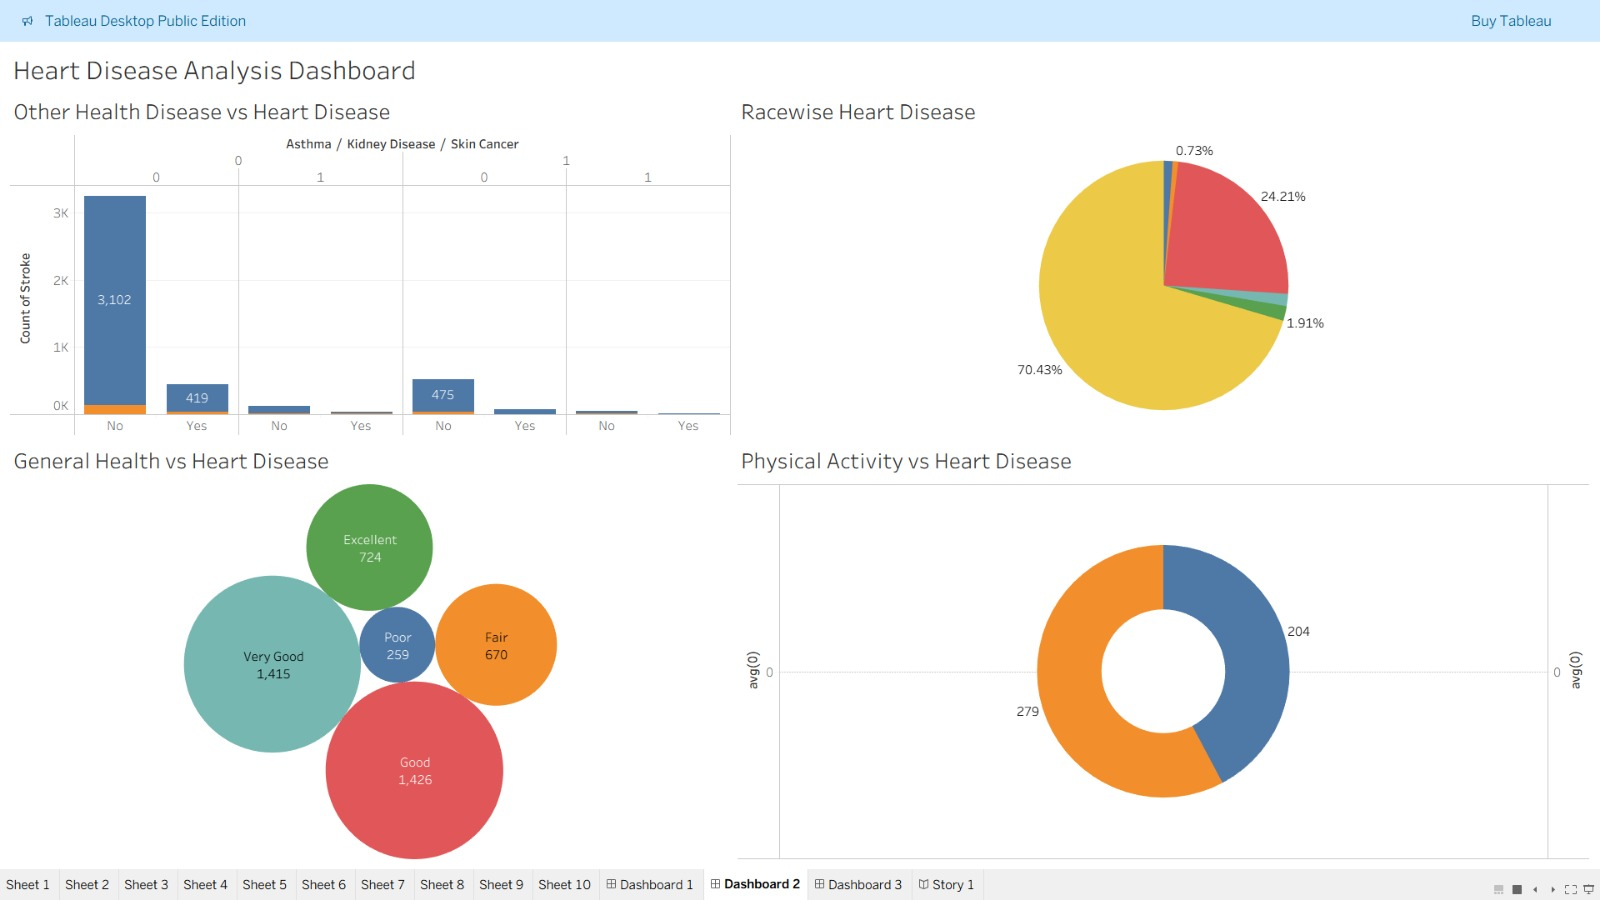 Tableau Desktop Public Edition
Buy Tableau
Heart Disease Analysis Dashboard
Other Health Disease vs Heart Disease
Asthma / Kidney Disease / Skin Cancer
0 1
0 1 0 1
Count of Stroke
3K
2K
1K
0K
3,102
419
475
No Yes No Yes No Yes No Yes
Racewise Heart Disease
0.73%
24.21%
1.91%
70.43%
General Health vs Heart Disease
Excellent
724
Poor
259
Fair
670
Very Good
1,415
Good
1,426
Physical Activity vs Heart Disease
avg(0)
0
204
279
0
avg(0)
Sheet 1 Sheet 2 Sheet 3 Sheet 4 Sheet 5 Sheet 6 Sheet 7 Sheet 8 Sheet 9 Sheet 10 Dashboard 1 Dashboard 2 Dashboard 3 Story 1